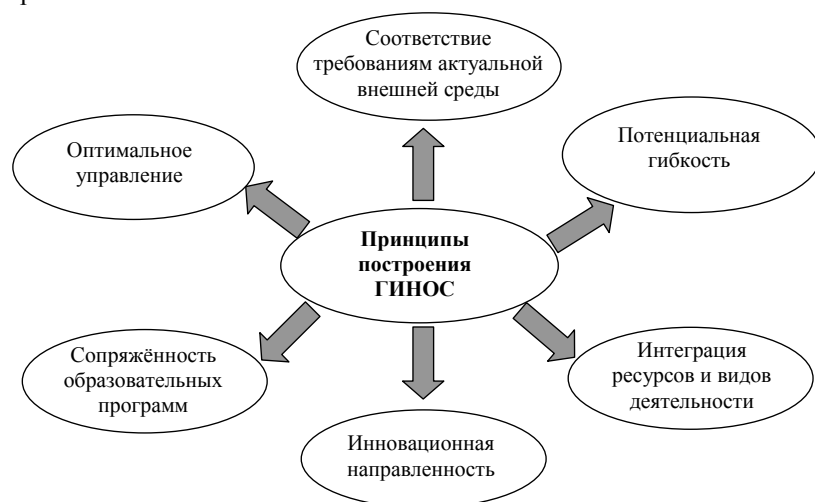 Соответствие
требованиям актуальной
внешней среды
Оптимальное
управление
Потенциальная
гибкость
Принципы
построения
ГИНОС
Сопряжённость
образовательных
программ
Интеграция
ресурсов и видов
деятельности
Инновационная
направленность